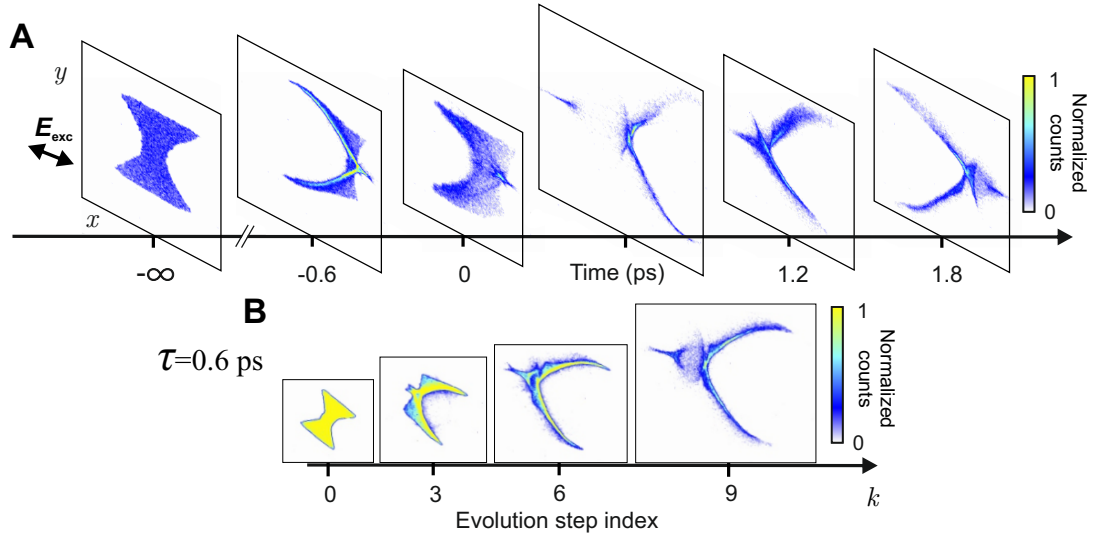 A
y
E_exc
x
1
0
Normalized
counts
-∞
-0.6
0
Time (ps)
1.2
1.8
B
τ=0.6 ps
1
0
Normalized
counts
0
3
6
9
k
Evolution step index